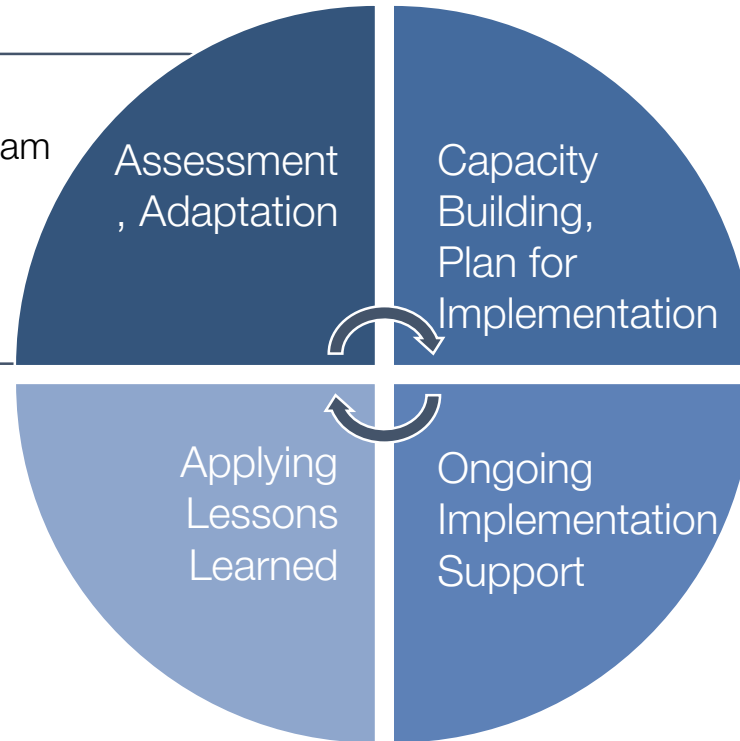 am
Assessment
, Adaptation
Capacity
Building,
Plan for
Implementation
Applying
Lessons
Learned
Ongoing
Implementation
Support